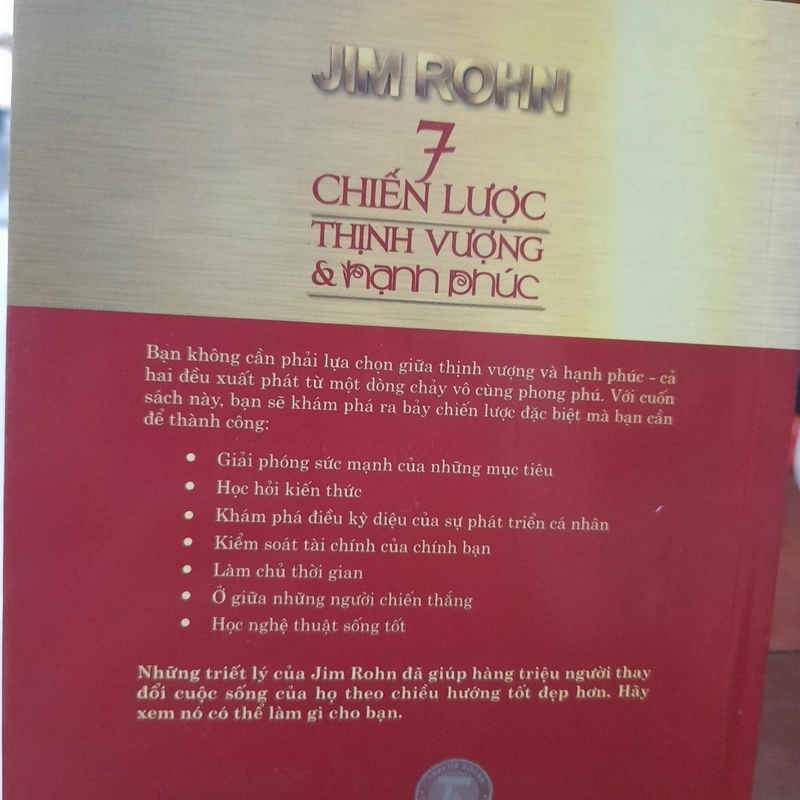 JIM ROHN
7
CHIẾN LƯỢC
THỊNH VƯỢNG
& HẠNH PHÚC
Bạn không cần phải lựa chọn giữa thịnh vượng và hạnh phúc - cả
hai đều xuất phát từ một dòng chảy vô cùng phong phú. Với cuốn
sách này, bạn sẽ khám phá ra bảy chiến lược đặc biệt mà bạn cần
để thành công:
• Giải phóng sức mạnh của những mục tiêu
• Học hỏi kiến thức
• Khám phá điều kỳ diệu của sự phát triển cá nhân
• Kiểm soát tài chính của chính bạn
• Làm chủ thời gian
• Ở giữa những người chiến thắng
• Học nghệ thuật sống tốt
Những triết lý của Jim Rohn đã giúp hàng triệu người thay
đổi cuộc sống của họ theo chiều hướng tốt đẹp hơn. Hãy
xem nó có thể làm gì cho bạn.